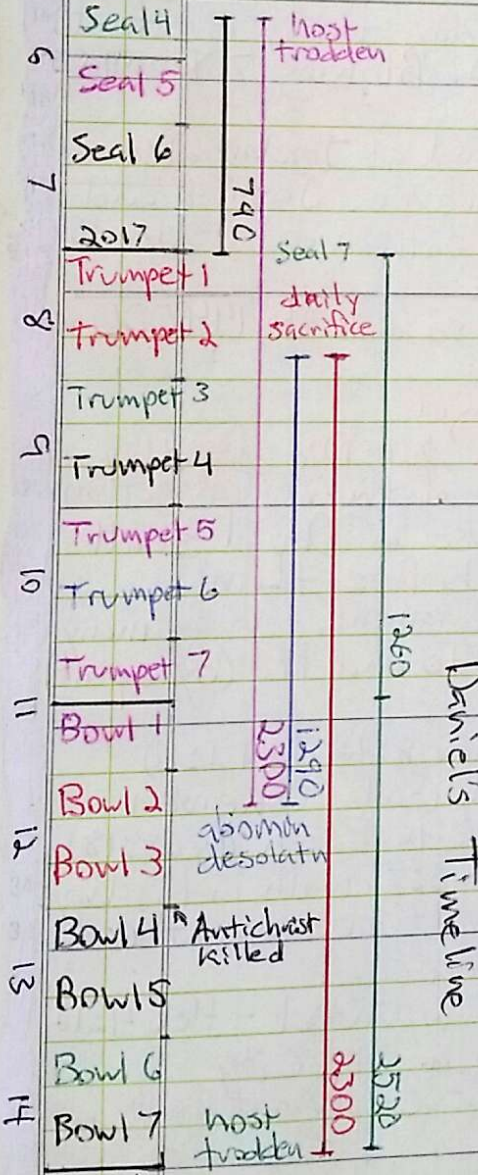 6
7
8
9
10
11
12
13
14
Seal 4
Seal 5
Seal 6
2017
Trumpet 1
Trumpet 2
Trumpet 3
Trumpet 4
Trumpet 5
Trumpet 6
Trumpet 7
Bowl 1
Bowl 2
Bowl 3
Bowl 4
Bowl 5
Bowl 6
Bowl 7
host
trodden
740
Seal 7
daily
sacrifice
1260
2300
1290
abomin
desolatn
Antichrist
killed
2300
2520
host
trodden
Daniel's Timeline